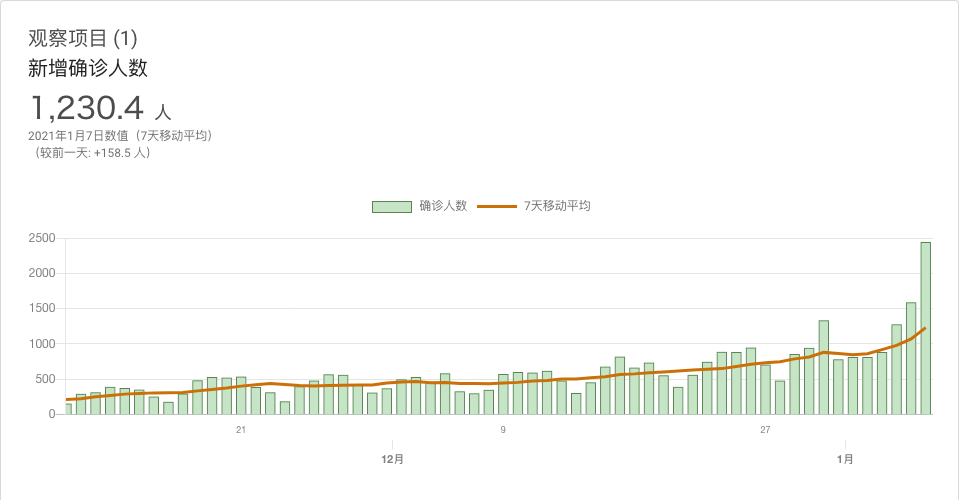 观察项目 (1)
新增确诊人数
1,230.4 人
2021年1月7日数值（7天移动平均）
（较前一天: +158.5 人）
确诊人数 7天移动平均
2500
2000
1500
1000
500
0
21 9 27
12月 1月